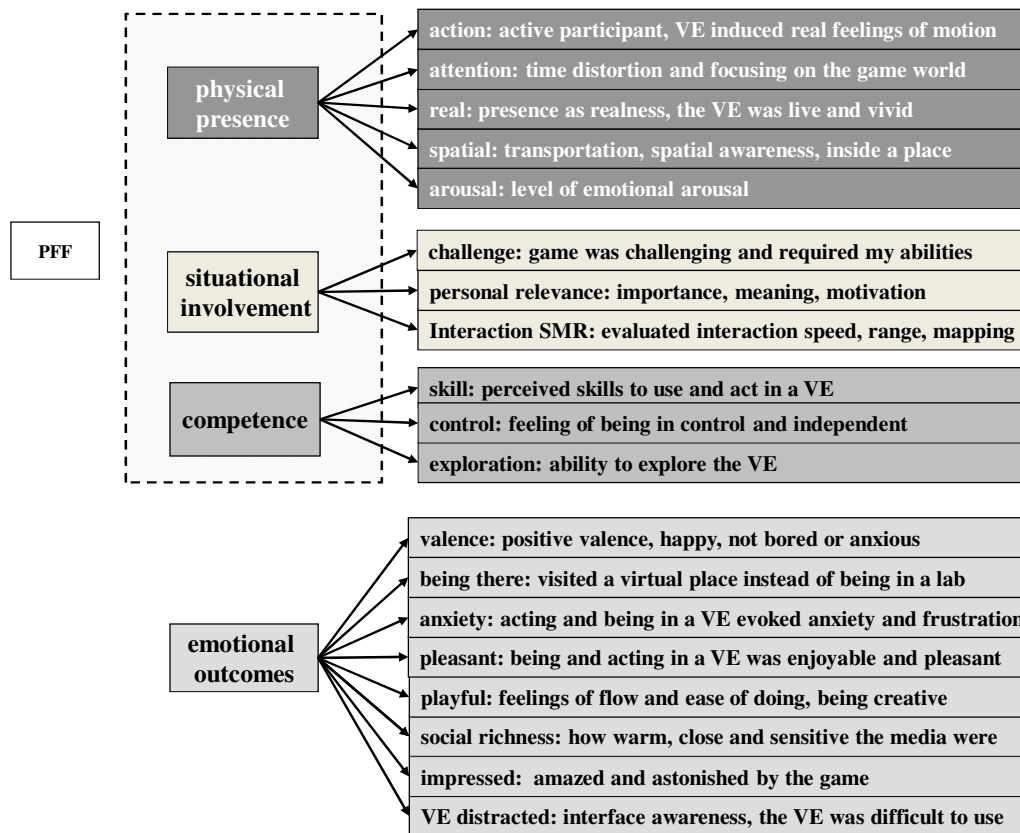 PFF
physical
presence
action: active participant, VE induced real feelings of motion
attention: time distortion and focusing on the game world
real: presence as realness, the VE was live and vivid
spatial: transportation, spatial awareness, inside a place
arousal: level of emotional arousal
situational
involvement
challenge: game was challenging and required my abilities
personal relevance: importance, meaning, motivation
Interaction SMR: evaluated interaction speed, range, mapping
competence
skill: perceived skills to use and act in a VE
control: feeling of being in control and independent
exploration: ability to explore the VE
emotional
outcomes
valence: positive valence, happy, not bored or anxious
being there: visited a virtual place instead of being in a lab
anxiety: acting and being in a VE evoked anxiety and frustration
pleasant: being and acting in a VE was enjoyable and pleasant
playful: feelings of flow and ease of doing, being creative
social richness: how warm, close and sensitive the media were
impressed: amazed and astonished by the game
VE distracted: interface awareness, the VE was difficult to use